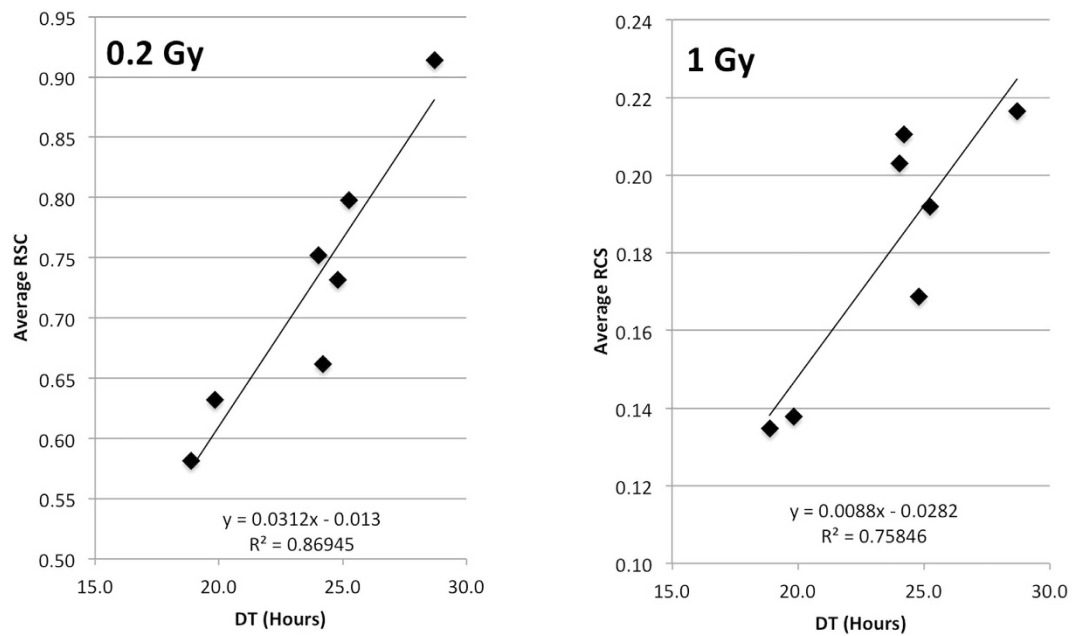 0.2 Gy
0.95
0.90
0.85
0.80
0.75
0.70
0.65
0.60
0.55
0.50
Average RSC
y = 0.0312x - 0.013
R² = 0.86945
15.0 20.0 25.0 30.0
DT (Hours)
1 Gy
0.24
0.22
0.20
0.18
0.16
0.14
0.12
0.10
Average RCS
y = 0.0088x - 0.0282
R² = 0.75846
15.0 20.0 25.0 30.0
DT (Hours)